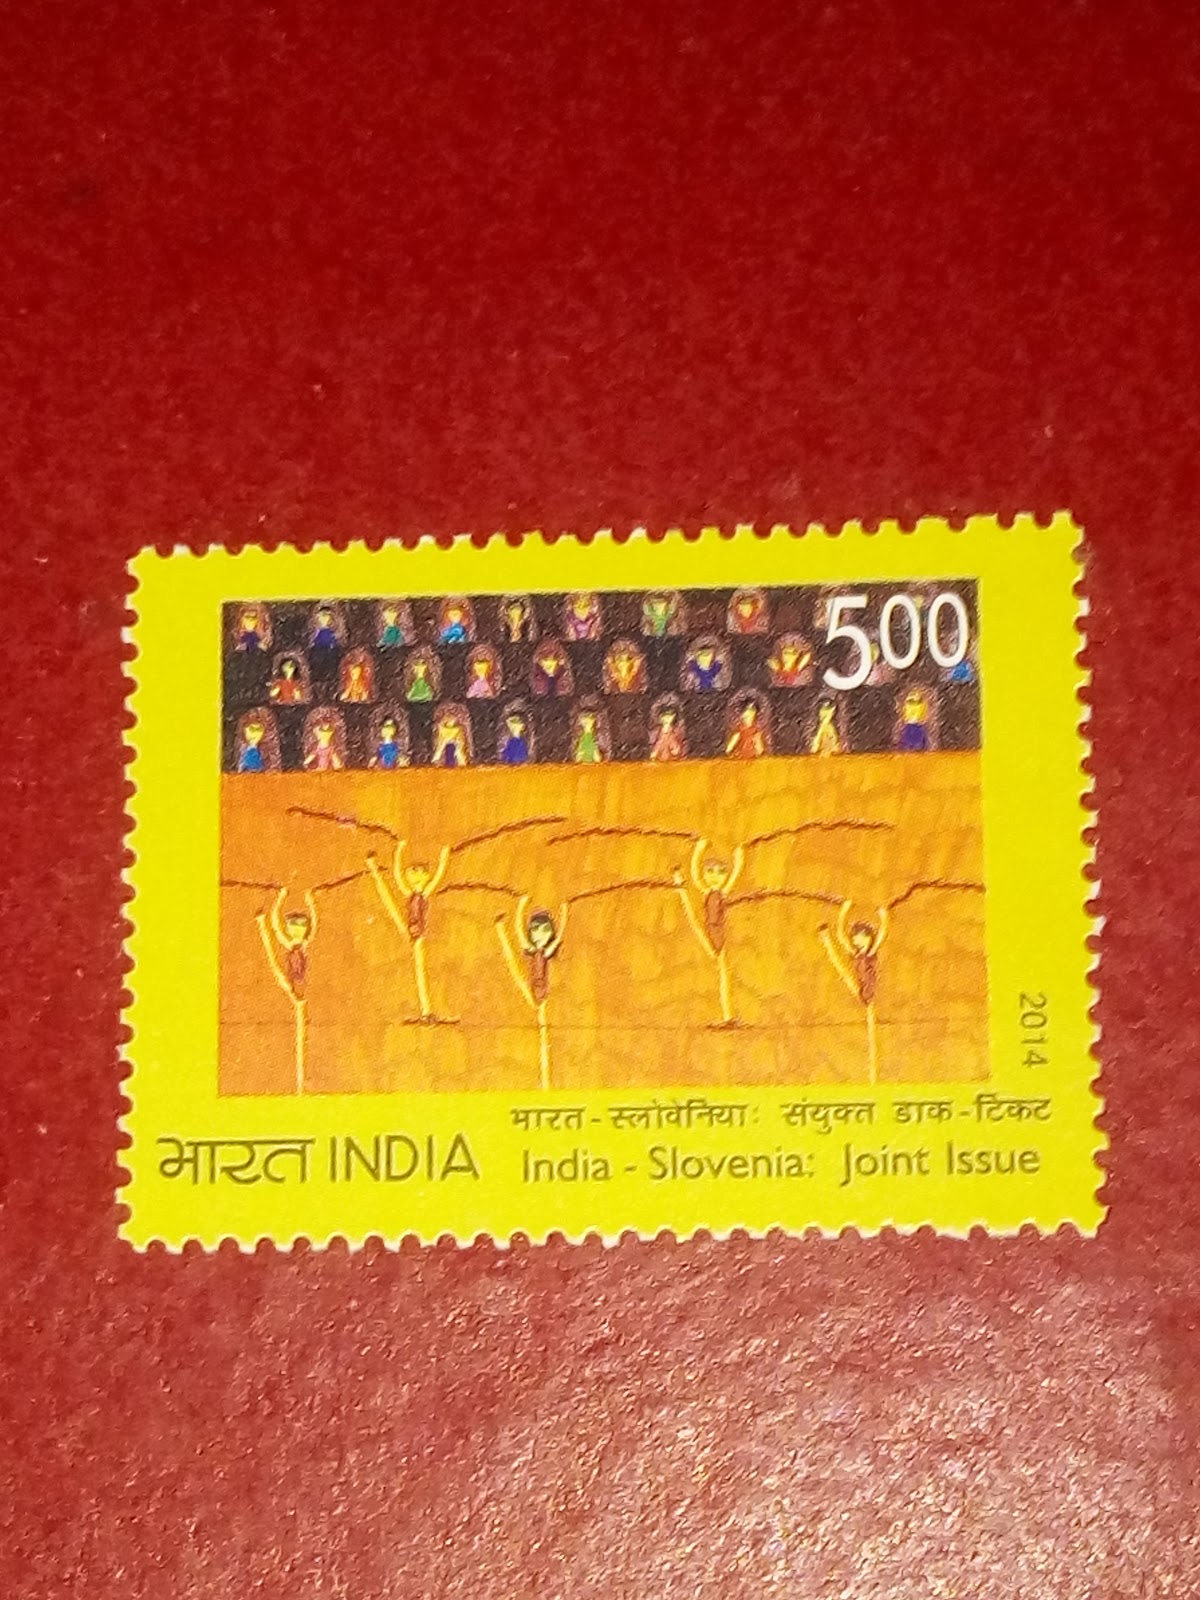 5.00
2014
भारत - स्लोवेनिया: संयुक्त डाक - टिकट
भारत INDIA
India - Slovenia: Joint Issue